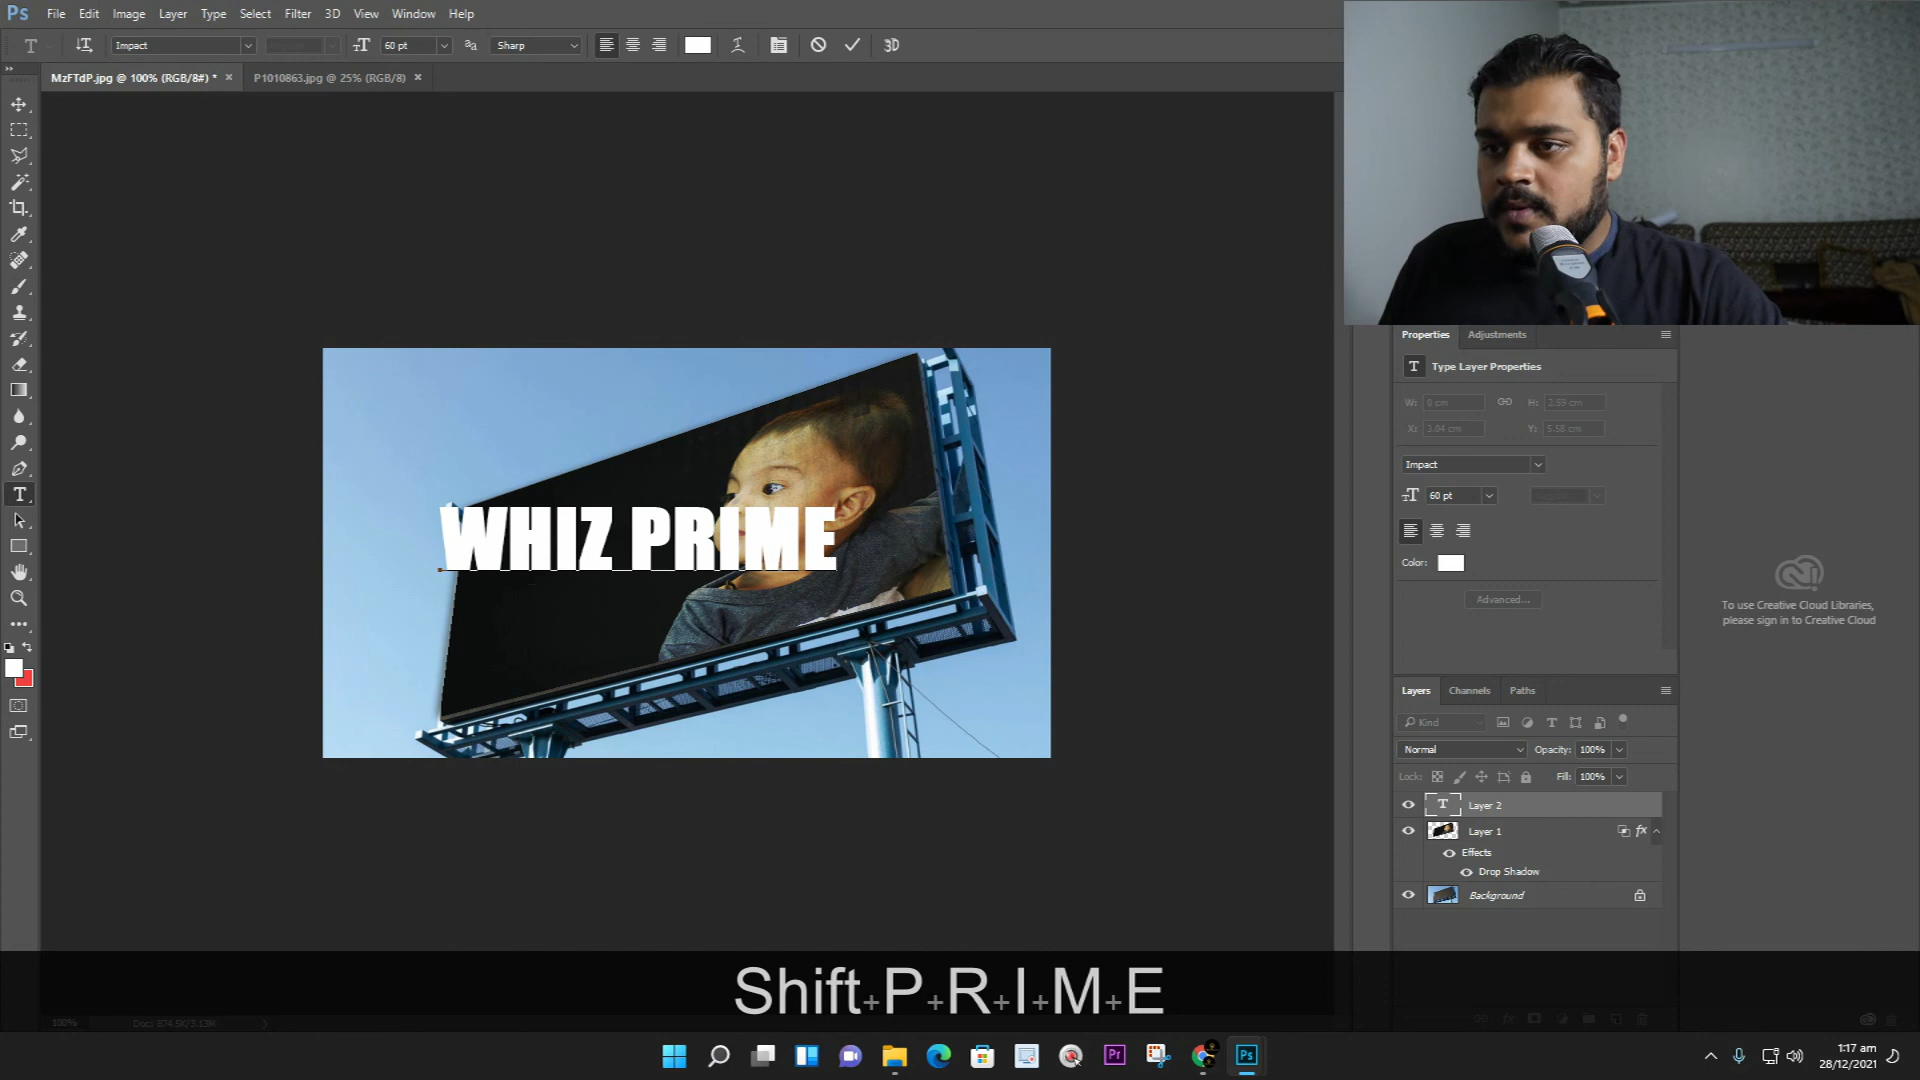 Ps File Edit Image Layer Type Select Filter 3D View Window Help
T Impact 60 pt Sharp 3D
MzFTdP.jpg @ 100% (RGB/8#) * × P1010863.jpg @ 25% (RGB/8) ×
WHIZ PRIME
Properties Adjustments
T Type Layer Properties
W: 0 cm H: 2.59 cm
X: 3.04 cm Y: 5.58 cm
Impact
60 pt
Color:
Advanced...
To use Creative Cloud Libraries,
please sign in to Creative Cloud
Layers Channels Paths
Kind
Normal Opacity: 100%
Lock: Fill: 100%
T Layer 2
Layer 1 fx
Effects
Drop Shadow
Background
Shift+P+R+I+M+E
100% Doc: 874.5K/3.13M
Pr Ps
1:17 am
28/12/2021